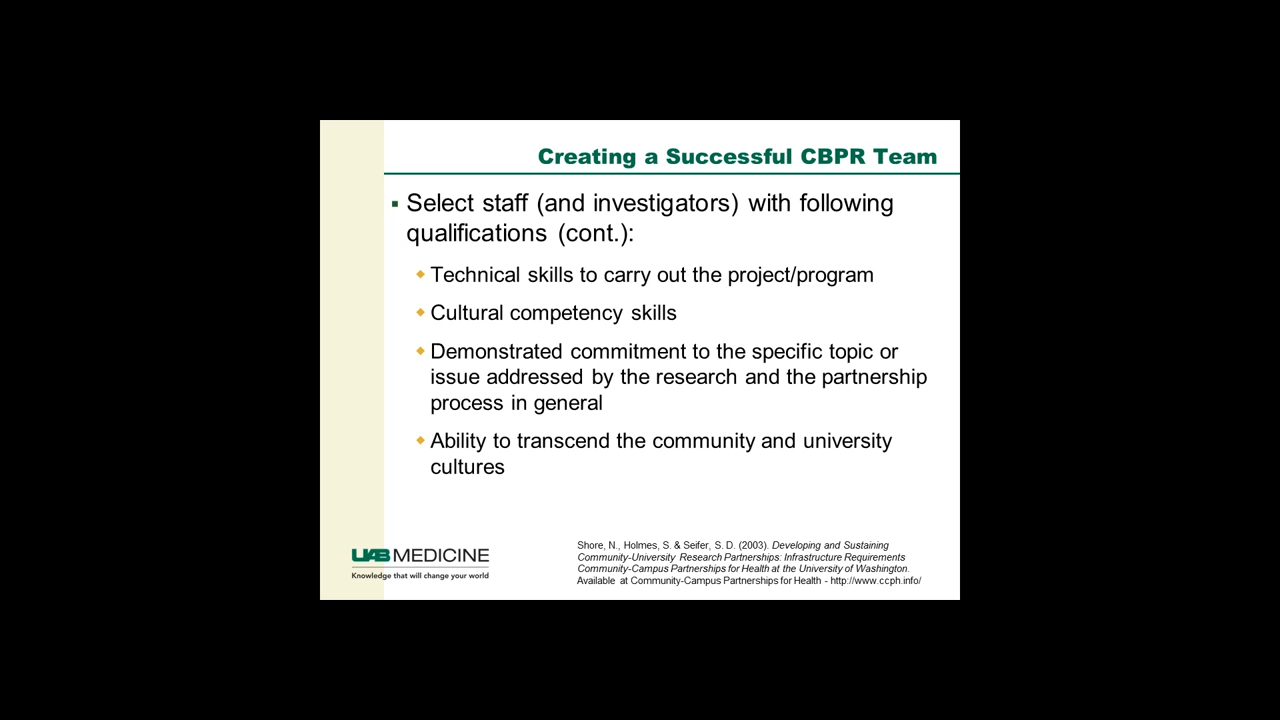 Creating a Successful CBPR Team
▪ Select staff (and investigators) with following
qualifications (cont.):
◆ Technical skills to carry out the project/program
◆ Cultural competency skills
◆ Demonstrated commitment to the specific topic or
issue addressed by the research and the partnership
process in general
◆ Ability to transcend the community and university
cultures
UAB MEDICINE
Knowledge that will change your world
Shore, N., Holmes, S. & Seifer, S. D. (2003). Developing and Sustaining
Community-University Research Partnerships: Infrastructure Requirements
Community-Campus Partnerships for Health at the University of Washington.
Available at Community-Campus Partnerships for Health - http://www.ccph.info/